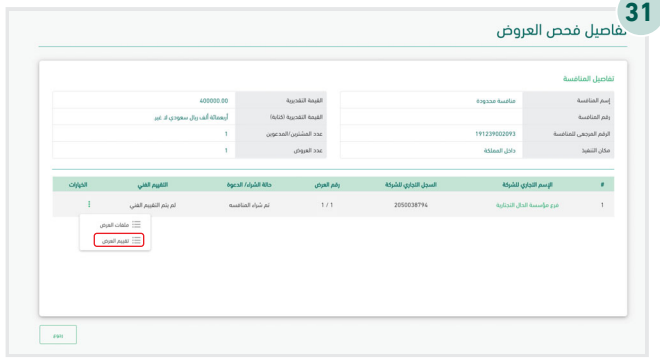 31
تفاصيل فحص العروض
تفاصيل المنافسة
إسم المنافسة منافسة محدودة القيمة التقديرية 400000.00
رقم المنافسة القيمة التقديرية (كتابة) أربعمائة ألف ريال سعودي لا غير
الرقم المرجعي للمنافسة 191239002093 عدد المشترين/المدعوين 1
مكان التنفيذ داخل المملكة عدد العروض 1
# الإسم التجاري للشركة السجل التجاري للشركة رقم العرض حالة الشراء/ الدعوة التقييم الفني الخيارات
1 فرع مؤسسة الدال التجارية 2050038794 1 / 1 تم شراء المنافسه لم يتم التقييم الفني
ملفات العرض
تقييم العرض